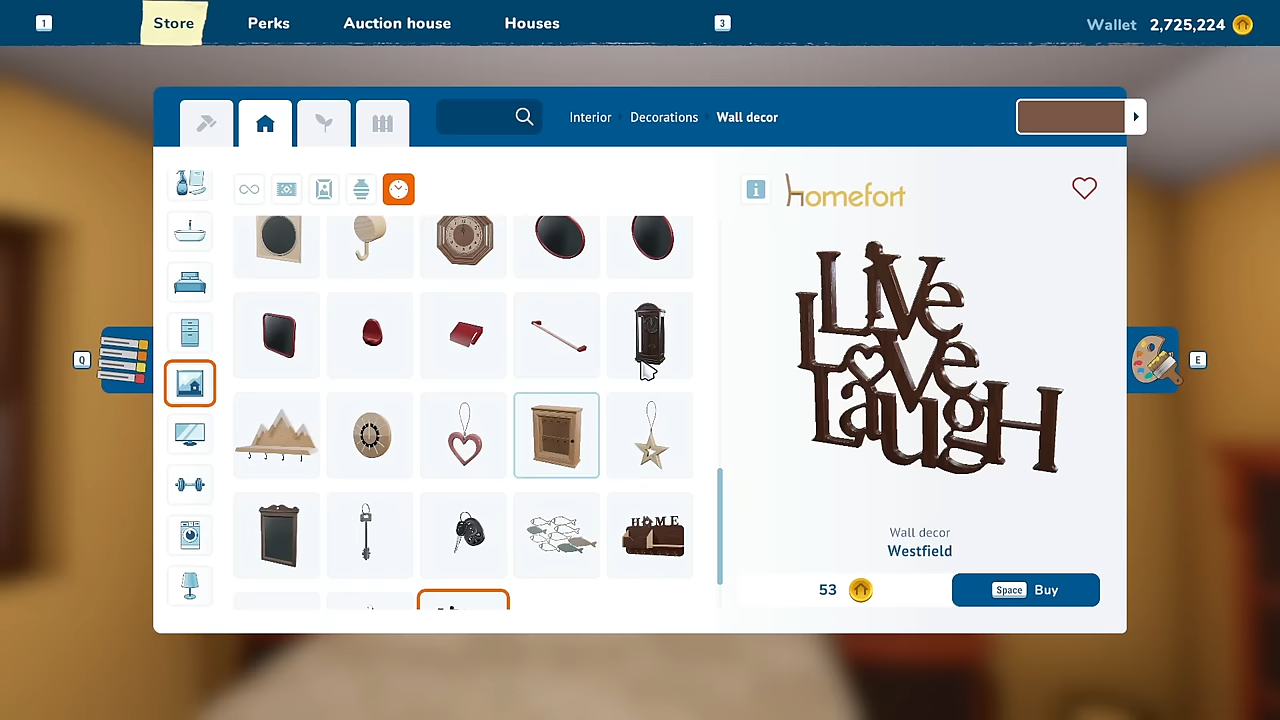 1
Store
Perks
Auction house
Houses
3
Wallet 2,725,224
Interior
Decorations
Wall decor
homefort
Q
E
Live
Love
LaugH
HOME
Wall decor
Westfield
53
Space Buy